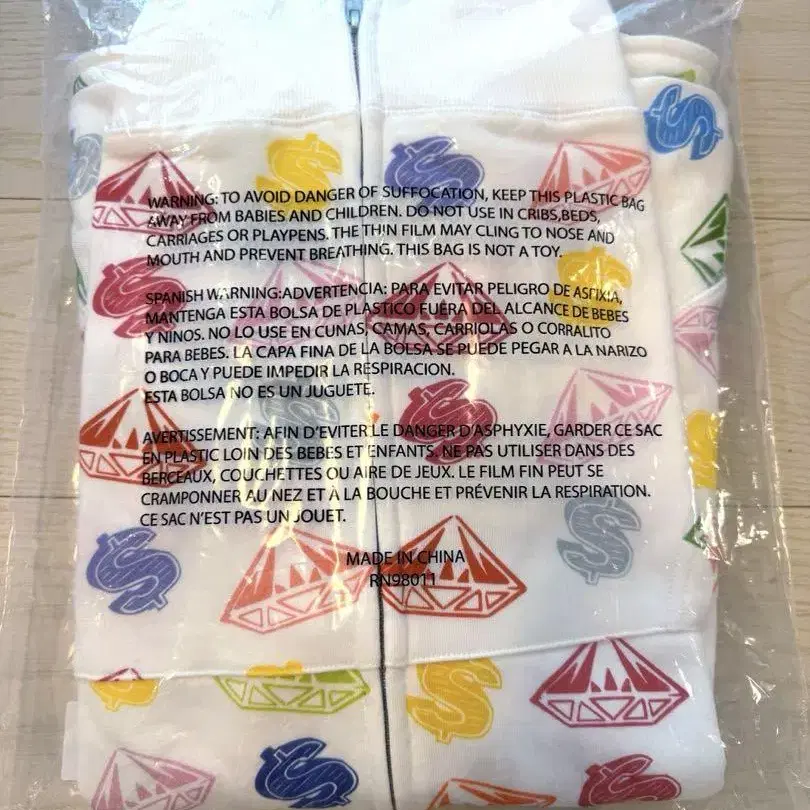 WARNING: TO AVOID DANGER OF SUFFOCATION, KEEP THIS PLASTIC BAG
AWAY FROM BABIES AND CHILDREN. DO NOT USE IN CRIBS,BEDS,
CARRIAGES OR PLAYPENS. THE THIN FILM MAY CLING TO NOSE AND
MOUTH AND PREVENT BREATHING. THIS BAG IS NOT A TOY.
SPANISH WARNING:ADVERTENCIA: PARA EVITAR PELIGRO DE ASFIXIA,
MANTENGA ESTA BOLSA DE PLASTICO FUERA DEL ALCANCE DE BEBES
Y NINOS. NO LO USE EN CUNAS, CAMAS, CARRIOLAS O CORRALITO
PARA BEBES. LA CAPA FINA DE LA BOLSA SE PUEDE PEGAR A LA NARIZO
O BOCA Y PUEDE IMPEDIR LA RESPIRACION.
ESTA BOLSA NO ES UN JUGUETE.
AVERTISSEMENT: AFIN D'EVITER LE DANGER D'ASPHYXIE, GARDER CE SAC
EN PLASTIC LOIN DES BEBES ET ENFANTS. NE PAS UTILISER DANS DES
BERCEAUX, COUCHETTES OU AIRE DE JEUX. LE FILM FIN PEUT SE
CRAMPONNER AU NEZ ET À LA BOUCHE ET PRÉVENIR LA RESPIRATION.
CE SAC N'EST PAS UN JOUET.
MADE IN CHINA
RN98011